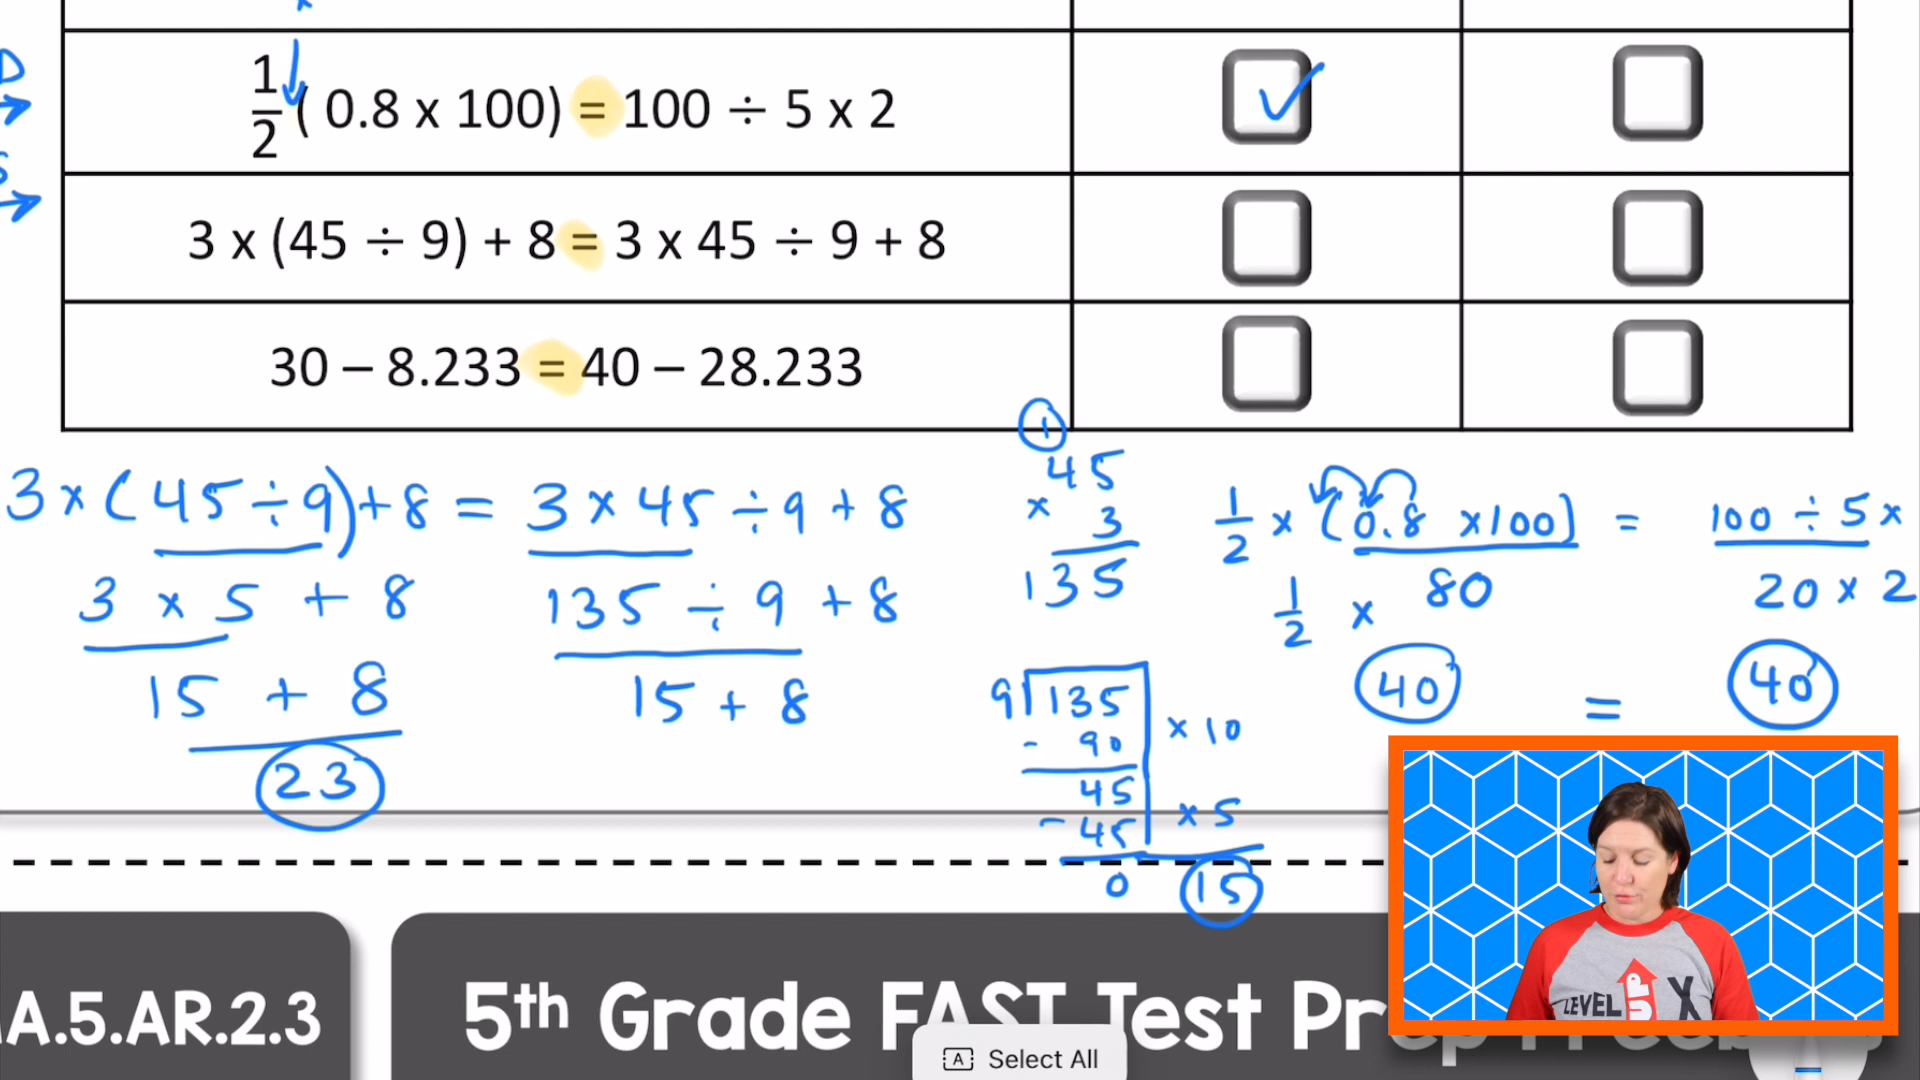 D
S
1/2 ( 0.8 x 100) = 100 ÷ 5 x 2
3 x (45 ÷ 9) + 8 = 3 x 45 ÷ 9 + 8
30 – 8.233 = 40 – 28.233
3 x ( 45 ÷ 9 ) + 8 = 3 x 45 ÷ 9 + 8
3 x 5 + 8
135 ÷ 9 + 8
15 + 8
15 + 8
23
1
45
x 3
135
9 135
- 90 x 10
45
- 45 x 5
0 15
1/2 x ( 0.8 x 100 ) = 100 ÷ 5 x
1/2 x 80
20 x 2
40 = 40
LEVEL UP X
A.5.AR.2.3
5th Grade FAST Test Prep Freeb
A Select All